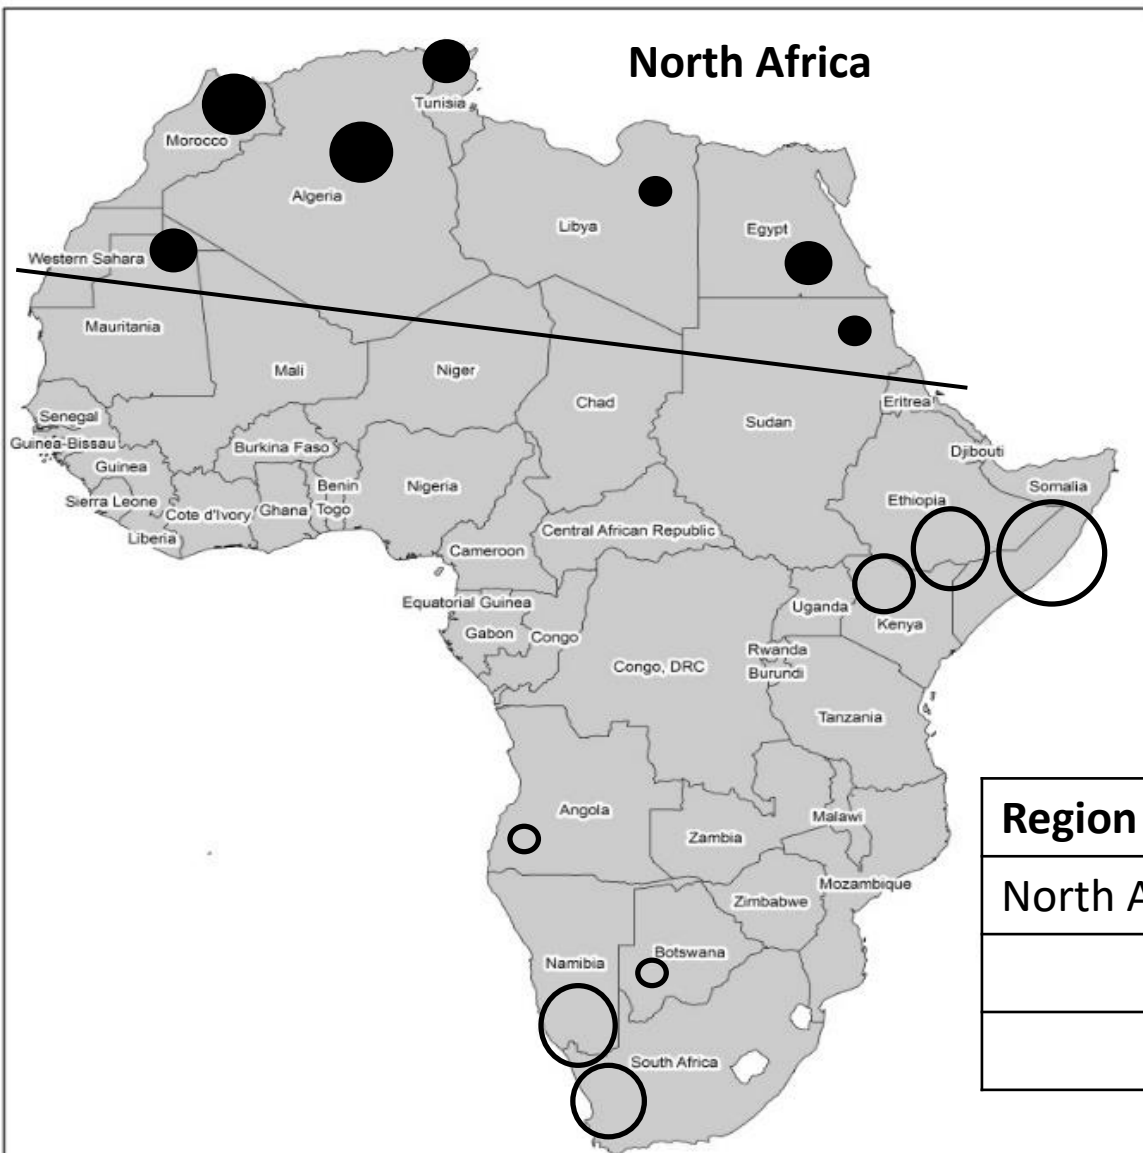 North Africa
Tunisia
Morocco
Algeria
Libya
Egypt
Western Sahara
Mauritania
Mali
Niger
Chad
Sudan
Eritrea
Senegal
Guinea-Bissau
Guinea
Burkina Faso
Djibouti
Sierra Leone
Cote d'Ivory
Ghana
Benin
Togo
Nigeria
Ethiopia
Somalia
Liberia
Cameroon
Central African Republic
Equatorial Guinea
Gabon
Congo
Uganda
Kenya
Congo, DRC
Rwanda
Burundi
Tanzania
Angola
Zambia
Malawi
Mozambique
Zimbabwe
Namibia
Botswana
South Africa
Region
North A